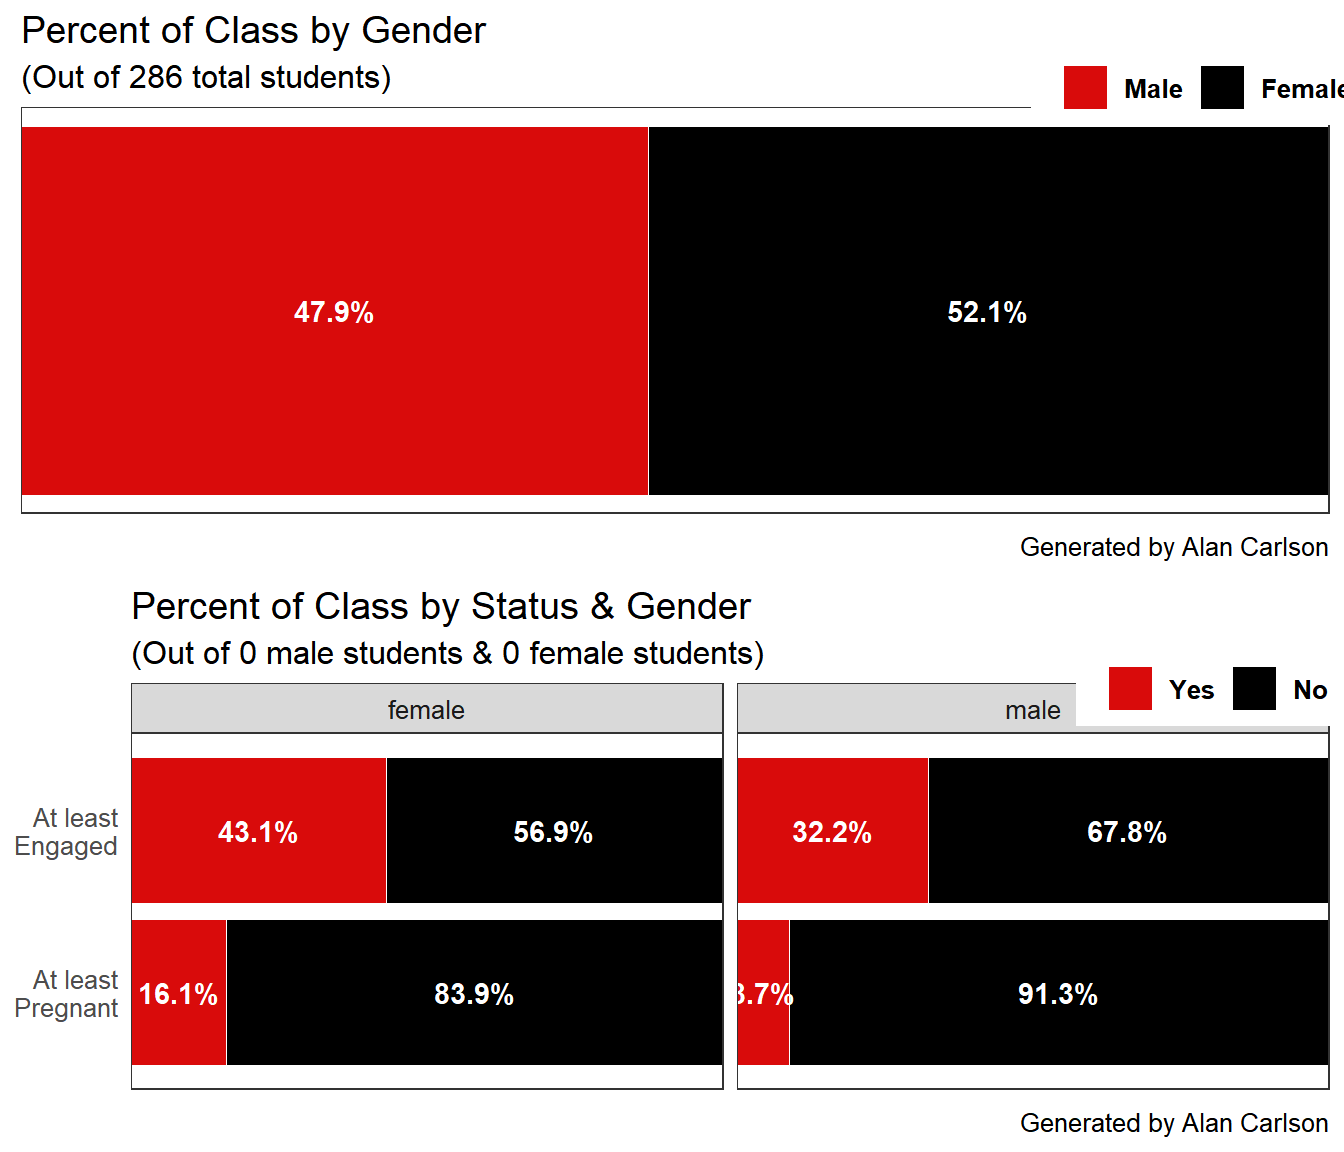 Percent of Class by Gender
(Out of 286 total students)
Male Female
47.9% 52.1%
Generated by Alan Carlson
Percent of Class by Status & Gender
(Out of 0 male students & 0 female students)
Yes No
female male
At least
Engaged
43.1% 56.9% 32.2% 67.8%
At least
Pregnant
16.1% 83.9% 8.7% 91.3%
Generated by Alan Carlson